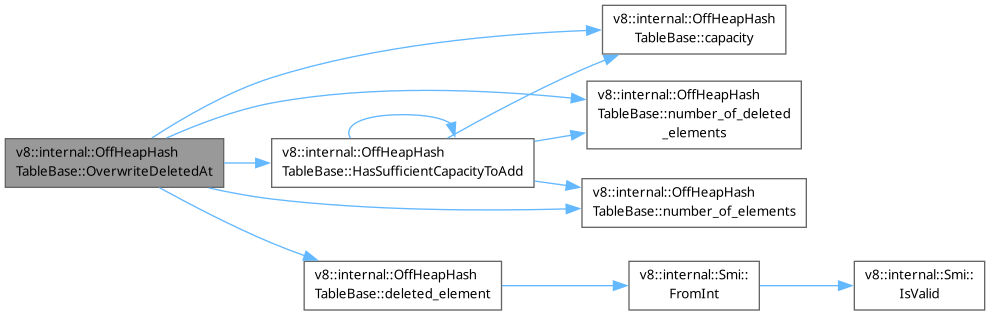 v8::internal::OffHeapHash
TableBase::capacity
v8::internal::OffHeapHash
TableBase::number_of_deleted
_elements
v8::internal::OffHeapHash
TableBase::OverwriteDeletedAt
v8::internal::OffHeapHash
TableBase::HasSufficientCapacityToAdd
v8::internal::OffHeapHash
TableBase::number_of_elements
v8::internal::OffHeapHash
TableBase::deleted_element
v8::internal::Smi::
FromInt
v8::internal::Smi::
IsValid